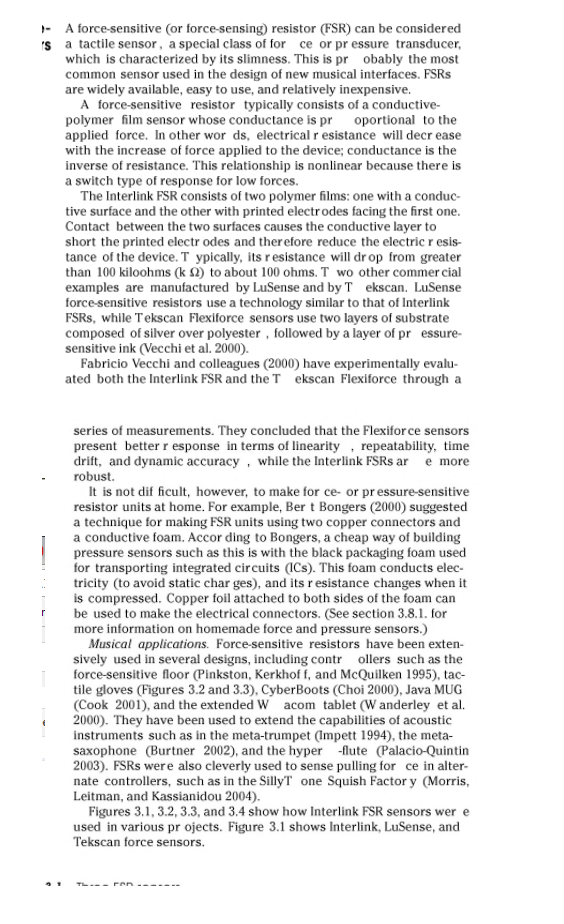 A force-sensitive (or force-sensing) resistor (FSR) can be considered
a tactile sensor , a special class of for ce or pr essure transducer,
which is characterized by its slimness. This is pr obably the most
common sensor used in the design of new musical interfaces. FSRs
are widely available, easy to use, and relatively inexpensive.
A force-sensitive resistor typically consists of a conductive-
polymer film sensor whose conductance is pr oportional to the
applied force. In other wor ds, electrical r esistance will decr ease
with the increase of force applied to the device; conductance is the
inverse of resistance. This relationship is nonlinear because there is
a switch type of response for low forces.
The Interlink FSR consists of two polymer films: one with a conduc-
tive surface and the other with printed electr odes facing the first one.
Contact between the two surfaces causes the conductive layer to
short the printed electr odes and therefore reduce the electric r esis-
tance of the device. T ypically, its r esistance will dr op from greater
than 100 kiloohms (k Ω) to about 100 ohms. T wo other commer cial
examples are manufactured by LuSense and by T ekscan. LuSense
force-sensitive resistors use a technology similar to that of Interlink
FSRs, while T ekscan Flexiforce sensors use two layers of substrate
composed of silver over polyester , followed by a layer of pr essure-
sensitive ink (Vecchi et al. 2000).
Fabricio Vecchi and colleagues (2000) have experimentally evalu-
ated both the Interlink FSR and the T ekscan Flexiforce through a
series of measurements. They concluded that the Flexifor ce sensors
present better r esponse in terms of linearity , repeatability, time
drift, and dynamic accuracy , while the Interlink FSRs ar e more
robust.
It is not dif ficult, however, to make for ce- or pr essure-sensitive
resistor units at home. For example, Ber t Bongers (2000) suggested
a technique for making FSR units using two copper connectors and
a conductive foam. Accor ding to Bongers, a cheap way of building
pressure sensors such as this is with the black packaging foam used
for transporting integrated cir cuits (ICs). This foam conducts elec-
tricity (to avoid static char ges), and its r esistance changes when it
is compressed. Copper foil attached to both sides of the foam can
be used to make the electrical connectors. (See section 3.8.1. for
more information on homemade force and pressure sensors.)
Musical applications. Force-sensitive resistors have been exten-
sively used in several designs, including contr ollers such as the
force-sensitive floor (Pinkston, Kerkhof f, and McQuilken 1995), tac-
tile gloves (Figures 3.2 and 3.3), CyberBoots (Choi 2000), Java MUG
(Cook 2001), and the extended W acom tablet (W anderley et al.
2000). They have been used to extend the capabilities of acoustic
instruments such as in the meta-trumpet (Impett 1994), the meta-
saxophone (Burtner 2002), and the hyper -flute (Palacio-Quintin
2003). FSRs wer e also cleverly used to sense pulling for ce in alter-
nate controllers, such as in the SillyT one Squish Factor y (Morris,
Leitman, and Kassianidou 2004).
Figures 3.1, 3.2, 3.3, and 3.4 show how Interlink FSR sensors wer e
used in various pr ojects. Figure 3.1 shows Interlink, LuSense, and
Tekscan force sensors.